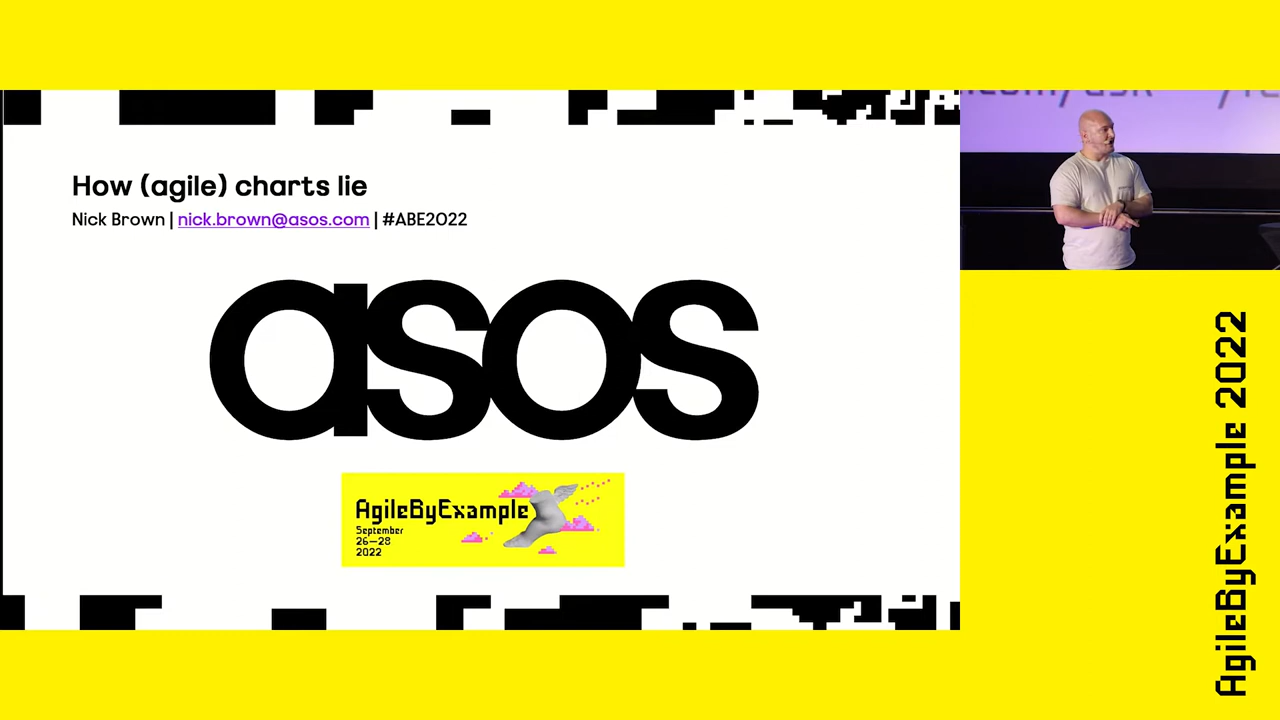 How (agile) charts lie
Nick Brown | nick.brown@asos.com | #ABE2022
asos
AgileByExample
September
26—28
2022
AgileByExample 2022